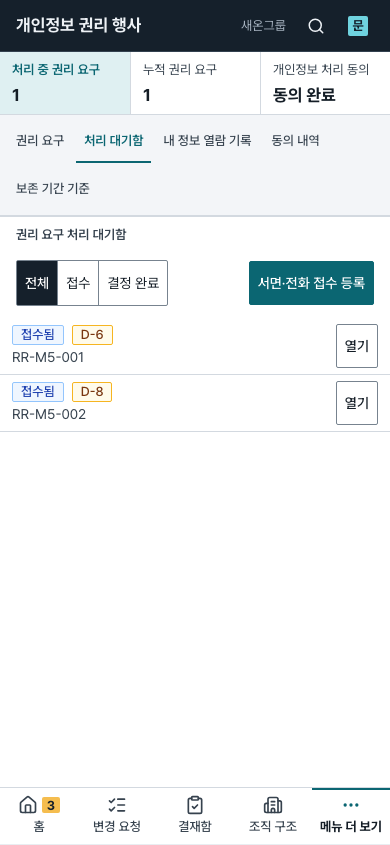 개인정보 권리 행사
새온그룹
문
처리 중 권리 요구
1
누적 권리 요구
1
개인정보 처리 동의
동의 완료
권리 요구
처리 대기함
내 정보 열람 기록
동의 내역
보존 기간 기준
권리 요구 처리 대기함
전체
접수
결정 완료
서면·전화 접수 등록
접수됨
D-6
RR-M5-001
열기
접수됨
D-8
RR-M5-002
열기
3
홈
변경 요청
결재함
조직 구조
메뉴 더 보기